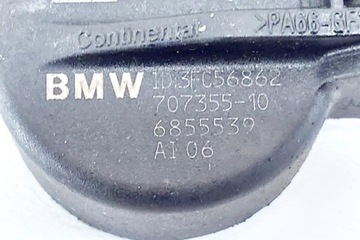 Continental >PA66-GF
BMW ID:3FC56862
707355-10
6855539
AI 06